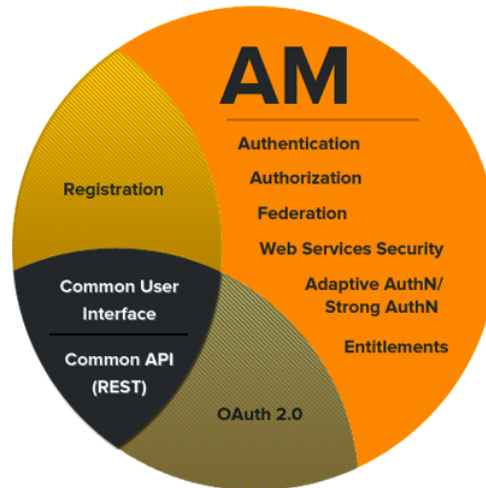 AM
Authentication
Authorization
Registration
Federation
Web Services Security
Common User
Interface
Adaptive AuthN/
Strong AuthN
Common API
(REST)
Entitlements
OAuth 2.0